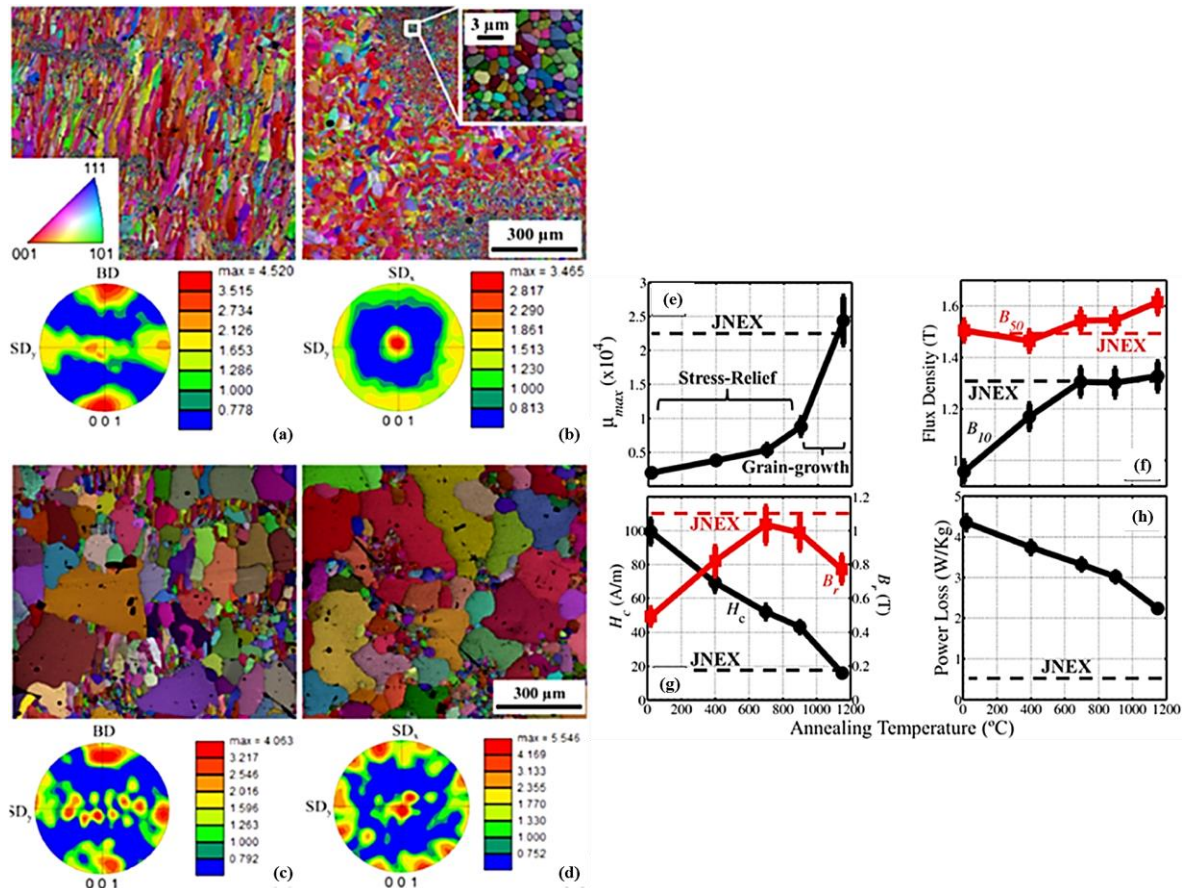 3 µm
111
001 101
300 µm
BD
SDy
max = 4.520
3.515
2.734
2.126
1.653
1.286
1.000
0.778
0 0 1
(a)
SDx
SDy
max = 3.465
2.817
2.290
1.861
1.513
1.230
1.000
0.813
0 0 1
(b)
300 µm
BD
SDy
max = 4 063
3.217
2 546
2 016
1 596
1.263
1.000
0.792
0 0 1
(c)
SDx
SDy
max = 5.546
4 169
3 133
2.355
1 770
1 330
1.000
0.752
0 0 1
(d)
(e)
µmax (x10⁴)
3
2.5
2
1.5
1
0.5
JNEX
Stress-Relief
Grain-growth
Flux Density (T)
1.6
1.4
1.2
1
B50
JNEX
JNEX
B10
(f)
Hc (A/m)
100
80
60
40
20
0
JNEX
Hc
Br
JNEX
(g)
1.2
1
0.8
0.6
0.4
0.2
0
Br (T)
0 200 400 600 800 1000 1200
Power Loss (W/Kg)
5
4
3
2
1
0
(h)
JNEX
0 200 400 600 800 1000 1200
Annealing Temperature (ºC)